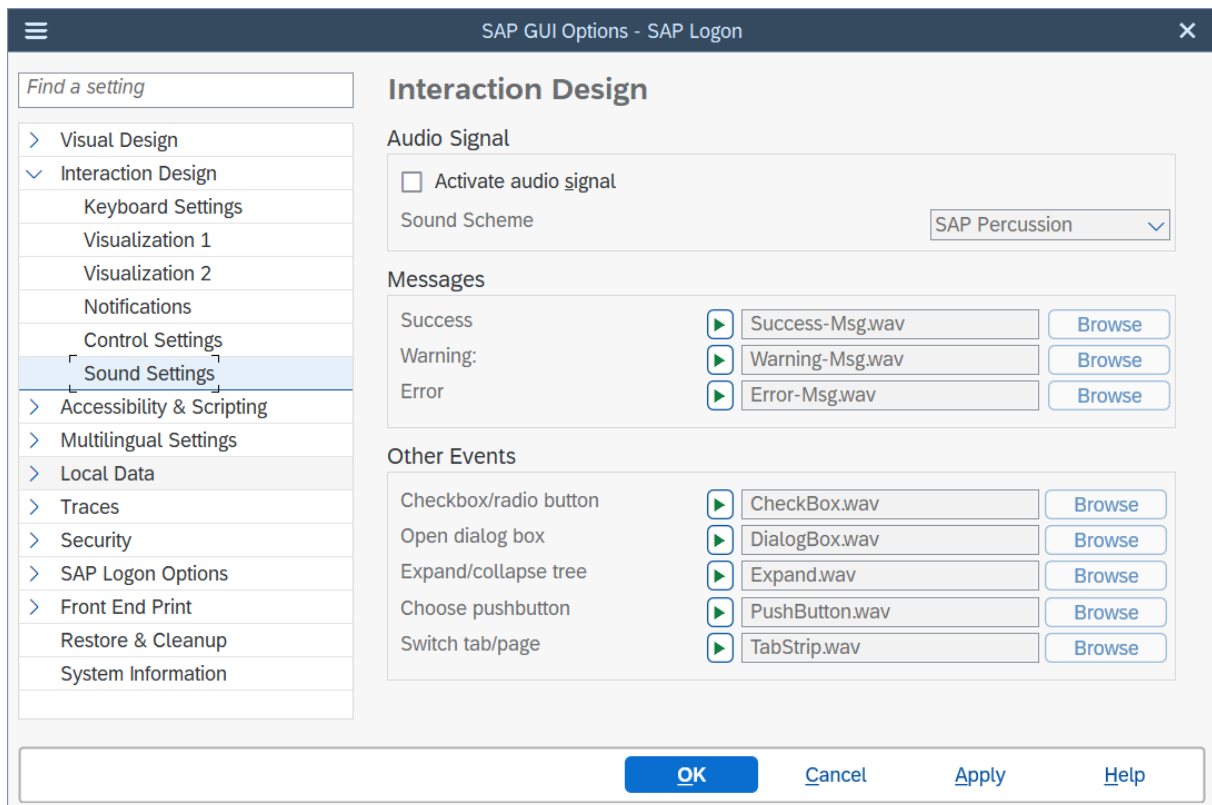 SAP GUI Options - SAP Logon
Find a setting
Visual Design
Interaction Design
Keyboard Settings
Visualization 1
Visualization 2
Notifications
Control Settings
Sound Settings
Accessibility & Scripting
Multilingual Settings
Local Data
Traces
Security
SAP Logon Options
Front End Print
Restore & Cleanup
System Information
Interaction Design
Audio Signal
Activate audio signal
Sound Scheme SAP Percussion
Messages
Success Success-Msg.wav Browse
Warning: Warning-Msg.wav Browse
Error Error-Msg.wav Browse
Other Events
Checkbox/radio button CheckBox.wav Browse
Open dialog box DialogBox.wav Browse
Expand/collapse tree Expand.wav Browse
Choose pushbutton PushButton.wav Browse
Switch tab/page TabStrip.wav Browse
OK Cancel Apply Help